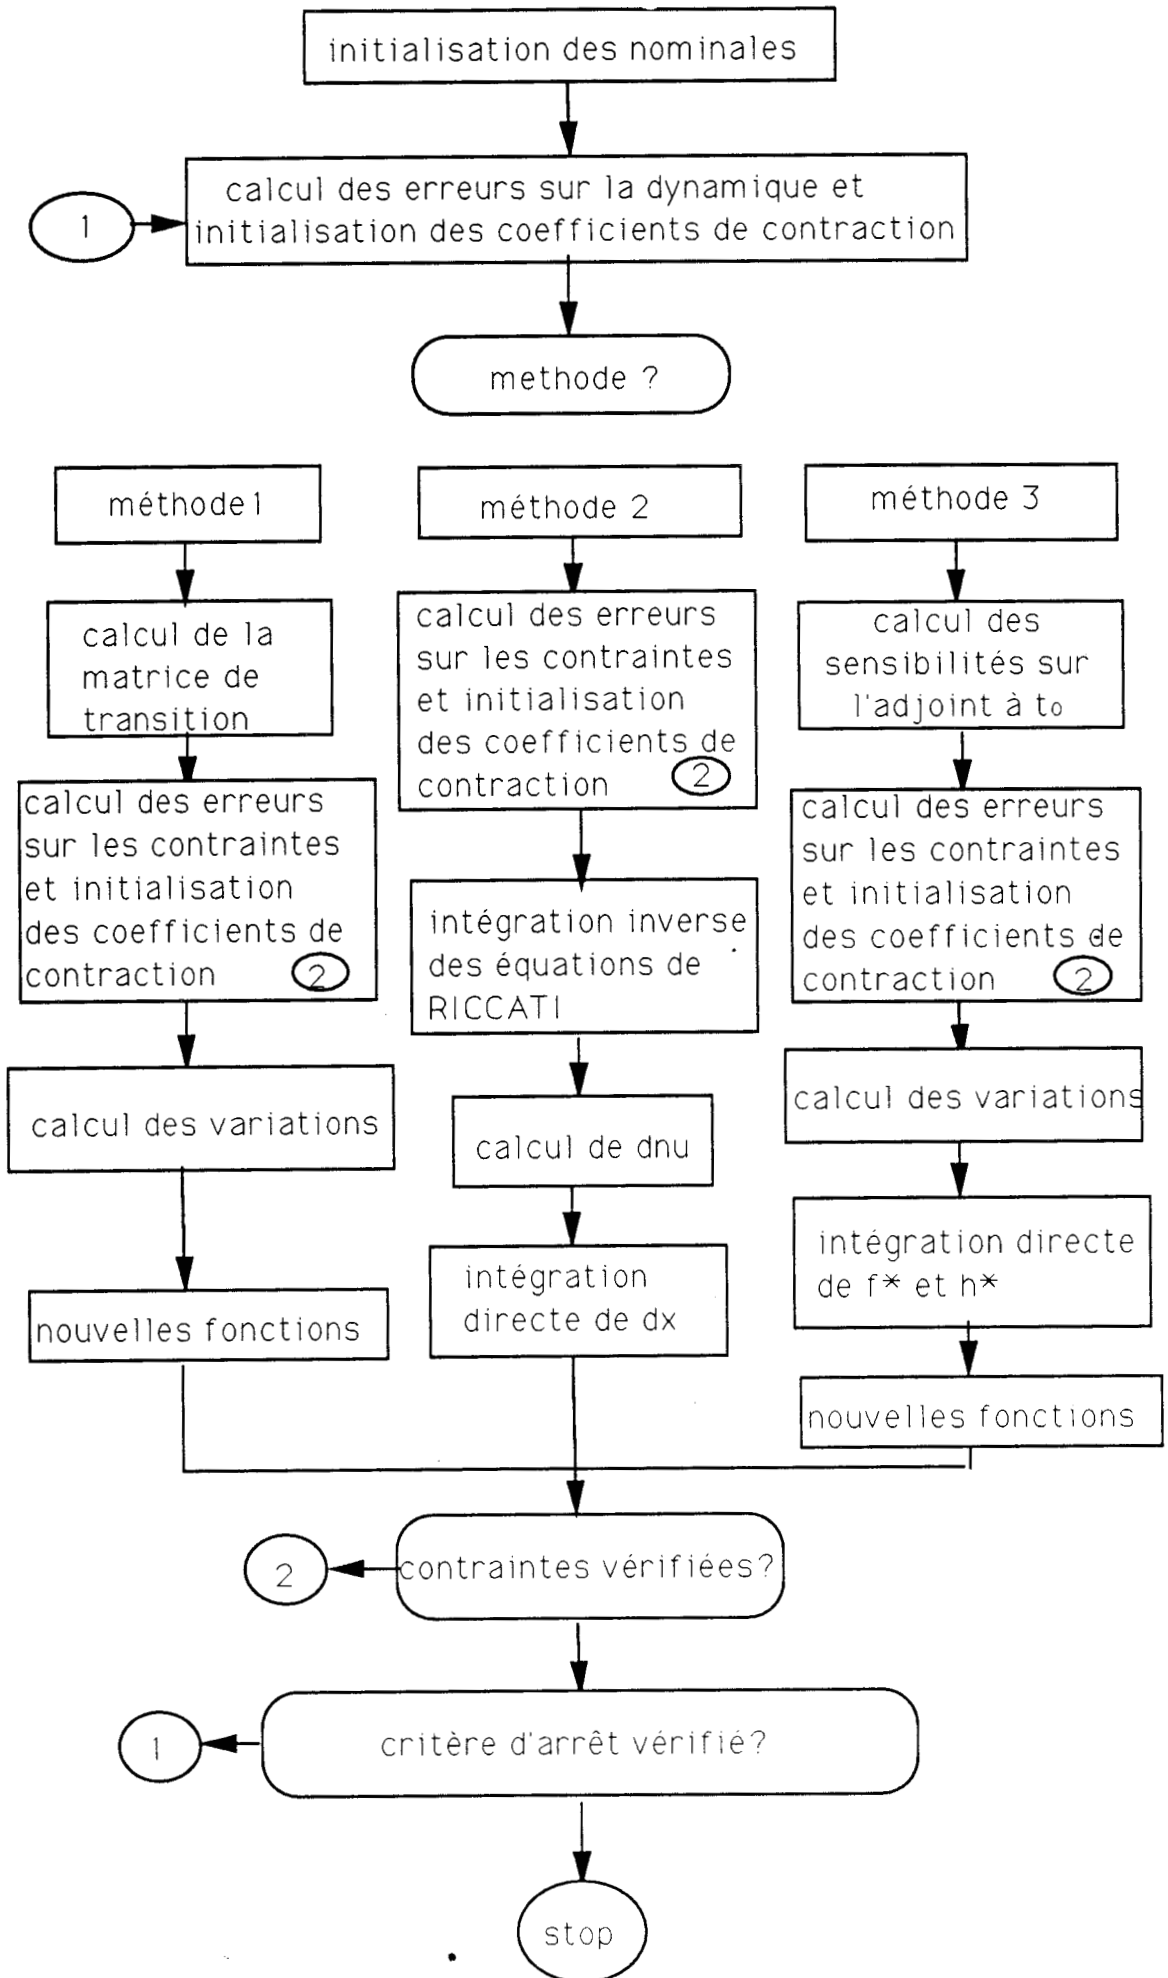 initialisation des nominales
calcul des erreurs sur la dynamique et
initialisation des coefficients de contraction
1
methode ?
méthode1
calcul de la
matrice de
transition
calcul des erreurs
sur les contraintes
et initialisation
des coefficients de
contraction
2
calcul des variations
nouvelles fonctions
méthode 2
calcul des erreurs
sur les contraintes
et initialisation
des coefficients de
contraction
2
intégration inverse
des équations de
RICCATI
calcul de dnu
intégration
directe de dx
méthode 3
calcul des
sensibilités sur
l'adjoint à to
calcul des erreurs
sur les contraintes
et initialisation
des coefficients de
contraction
2
calcul des variations
intégration directe
de f* et h*
nouvelles fonctions
contraintes vérifiées?
2
critère d'arrêt vérifié?
1
stop